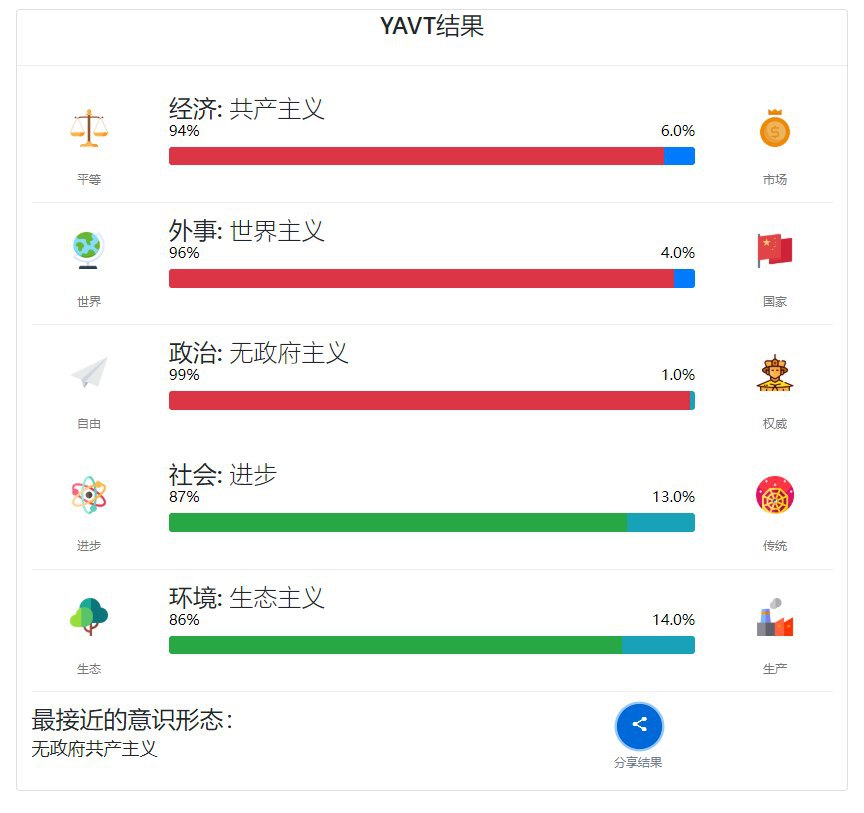 YAVT结果
经济: 共产主义
94% 6.0%
平等 市场
外事: 世界主义
96% 4.0%
世界 国家
政治: 无政府主义
99% 1.0%
自由 权威
社会: 进步
87% 13.0%
进步 传统
环境: 生态主义
86% 14.0%
生态 生产
最接近的意识形态：
无政府共产主义
分享结果